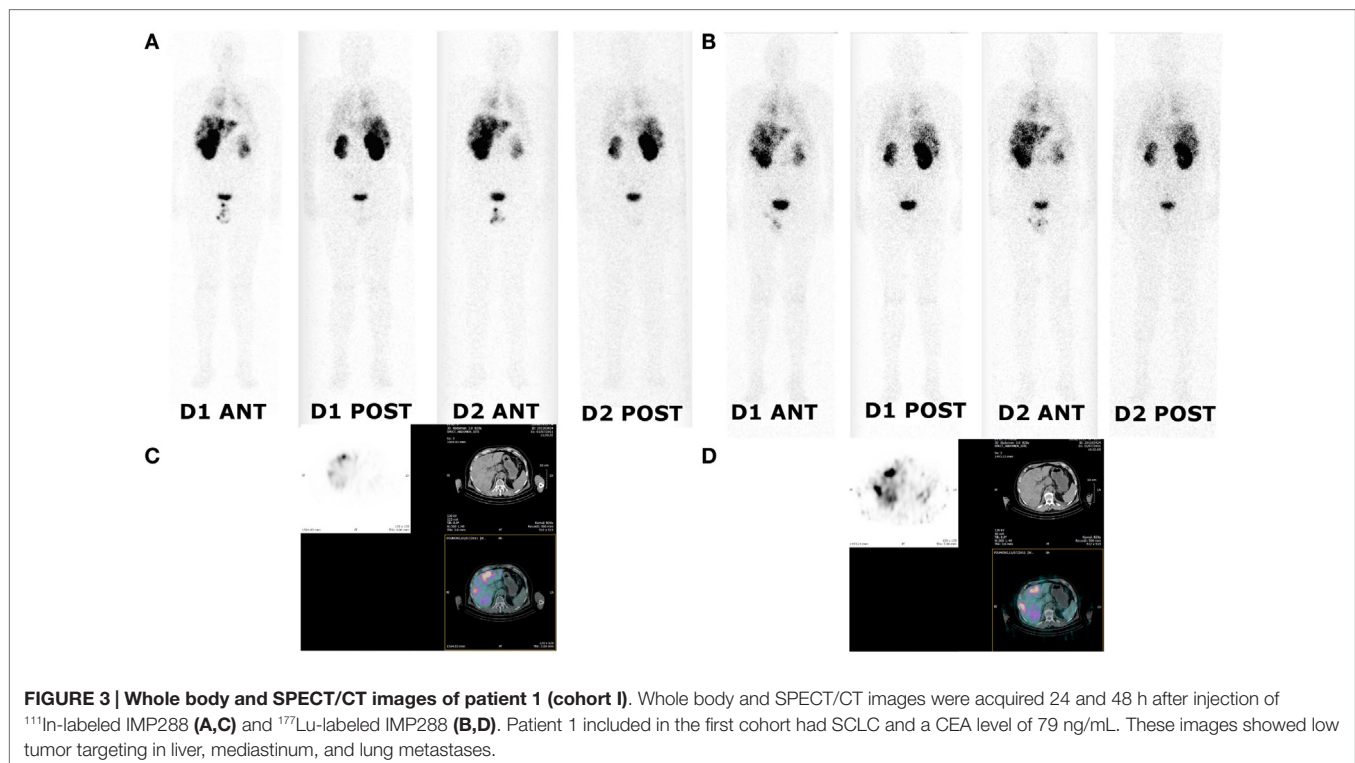 A
B
D1 ANT
D1 POST
D2 ANT
D2 POST
D1 ANT
D1 POST
D2 ANT
D2 POST
C
D
FIGURE 3 | Whole body and SPECT/CT images of patient 1 (cohort I). Whole body and SPECT/CT images were acquired 24 and 48 h after injection of
¹¹¹In-labeled IMP288 (A,C) and ¹⁷⁷Lu-labeled IMP288 (B,D). Patient 1 included in the first cohort had SCLC and a CEA level of 79 ng/mL. These images showed low
tumor targeting in liver, mediastinum, and lung metastases.